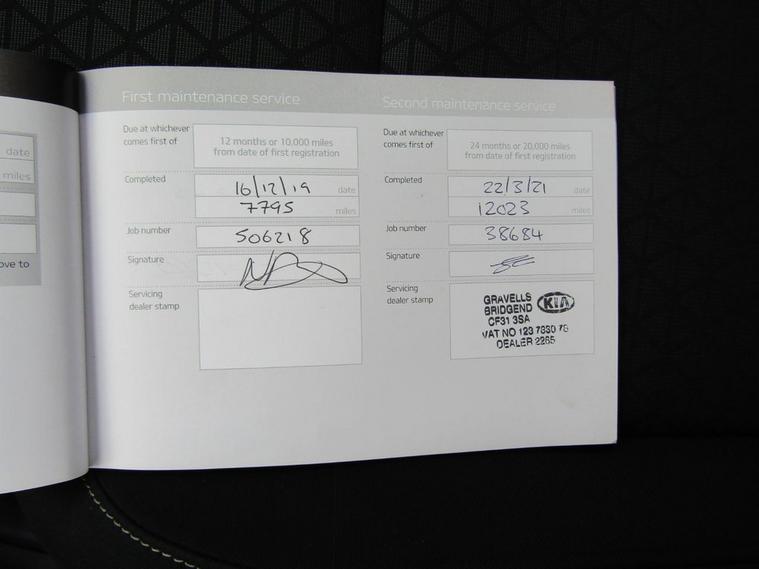 date
miles
ove to
First maintenance service
Due at whichever
comes first of
12 months or 10,000 miles
from date of first registration
Completed
16/12/19 date
7795 miles
Job number
506218
Signature
Servicing
dealer stamp
Second maintenance service
Due at whichever
comes first of
24 months or 20,000 miles
from date of first registration
Completed
22/3/21 date
12023 miles
Job number
38684
Signature
Servicing
dealer stamp
GRAVELLS KIA
BRIDGEND
CF31 3SA
VAT NO 123 7830 78
DEALER 2265